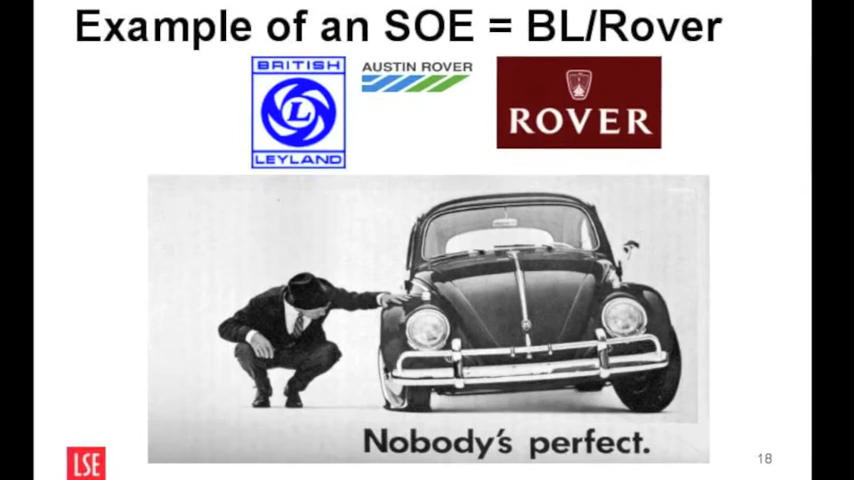 Example of an SOE = BL/Rover
BRITISH
L
LEYLAND
AUSTIN ROVER
ROVER
Nobody's perfect.
LSE
18